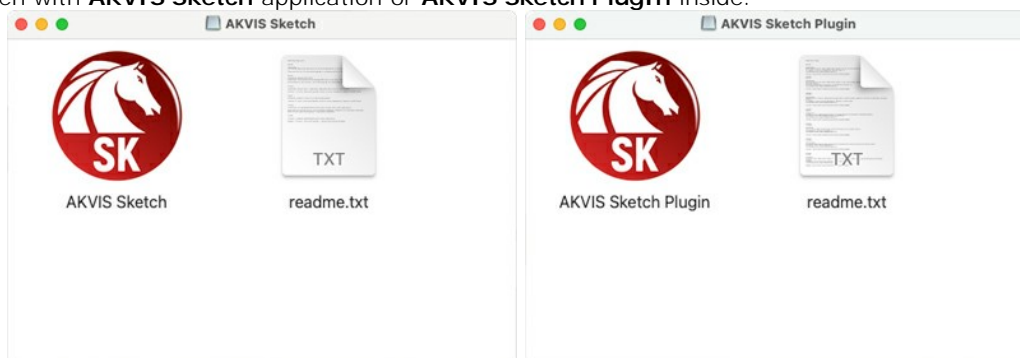 ch with AKVIS Sketch application or AKVIS Sketch Plugin inside.
AKVIS Sketch
AKVIS Sketch Plugin
SK
TXT
SK
TXT
AKVIS Sketch
readme.txt
AKVIS Sketch Plugin
readme.txt